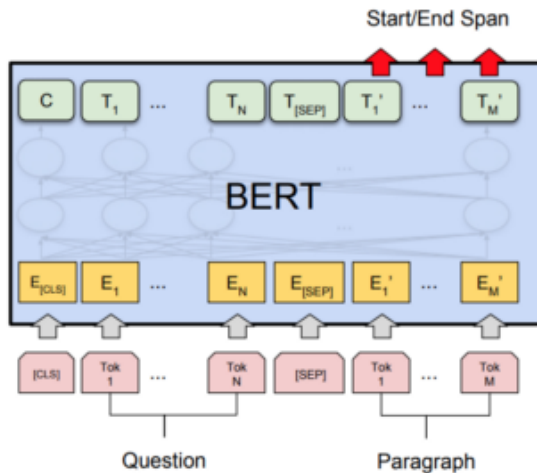 Start/End Span
C T1 ... TN T[SEP] T1' ... TM'
BERT
E[CLS] E1 ... EN E[SEP] E1' ... EM'
[CLS] Tok 1 ... Tok N [SEP] Tok 1 ... Tok M
Question Paragraph